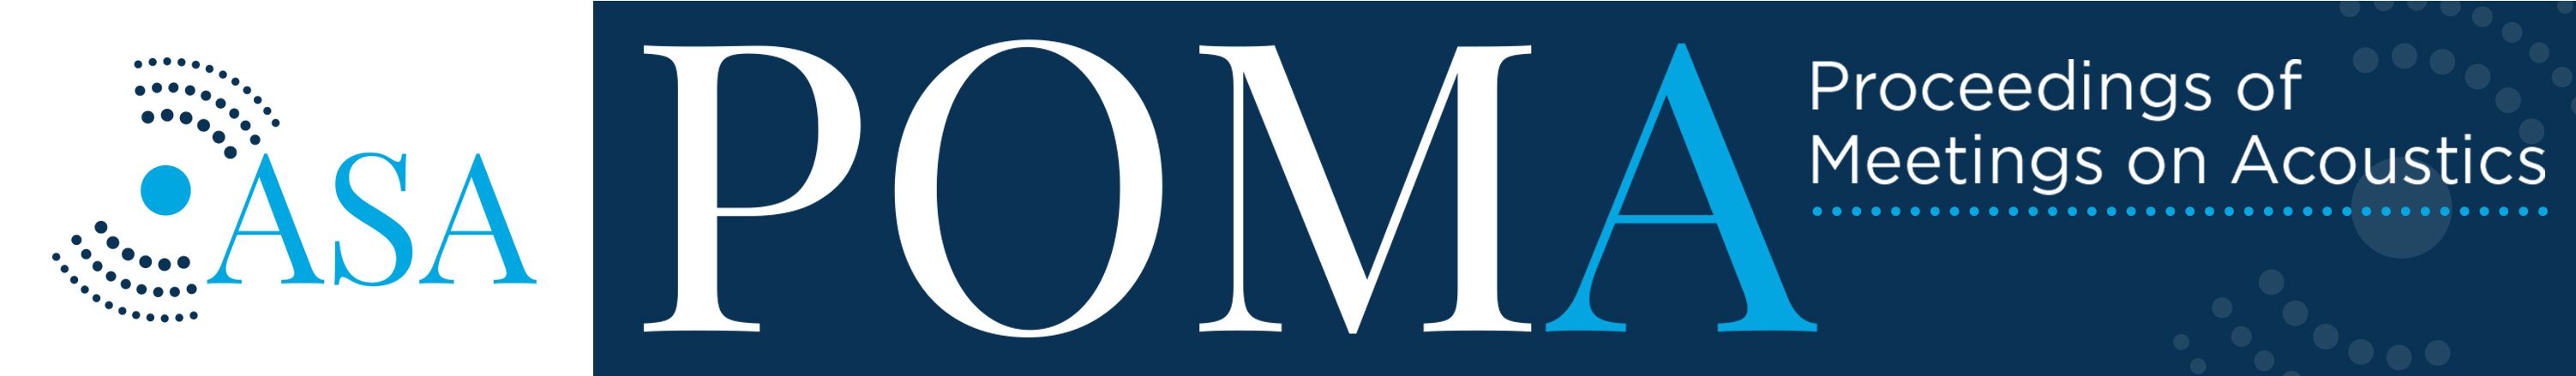 ASA
POMA
Proceedings of
Meetings on Acoustics